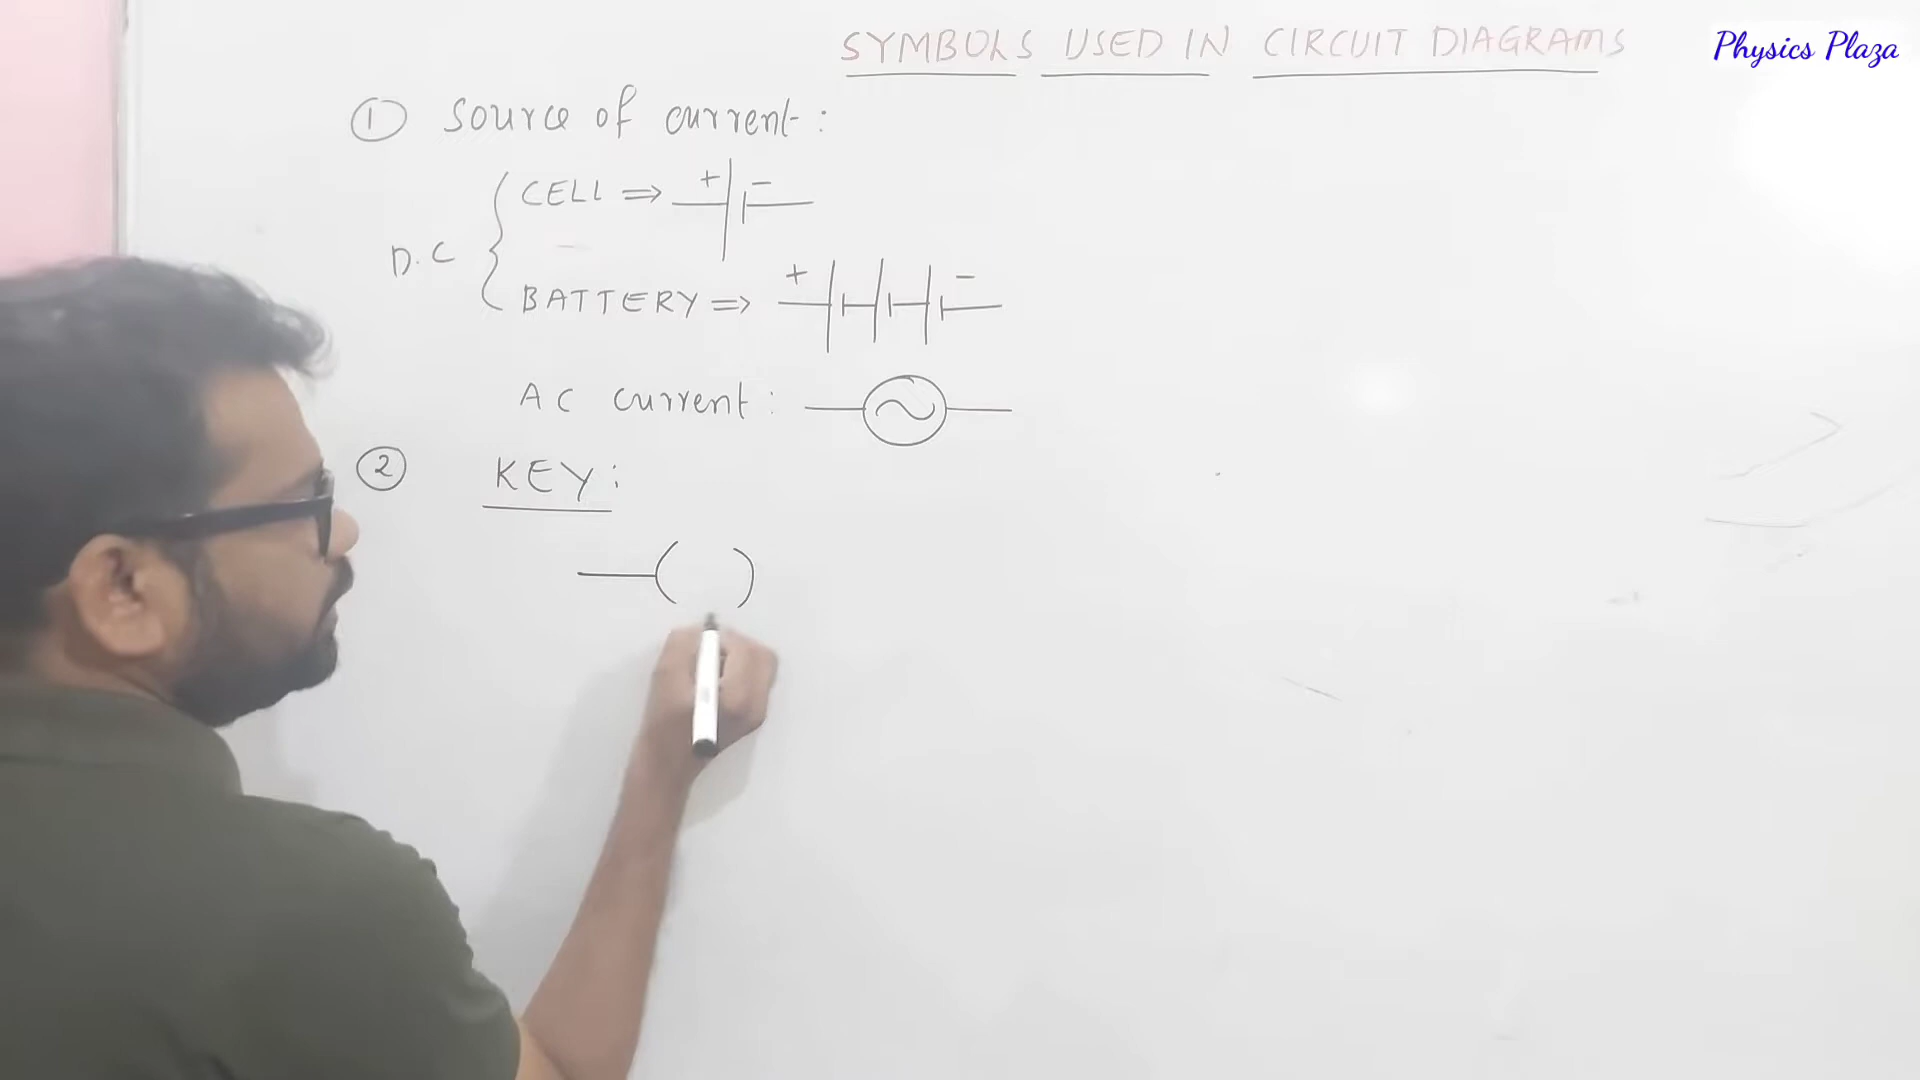 SYMBOLS USED IN CIRCUIT DIAGRAMS
Physics Plaza
① Source of current:
CELL ⇒ + -
D.C
BATTERY ⇒ + -
AC current:
② KEY: